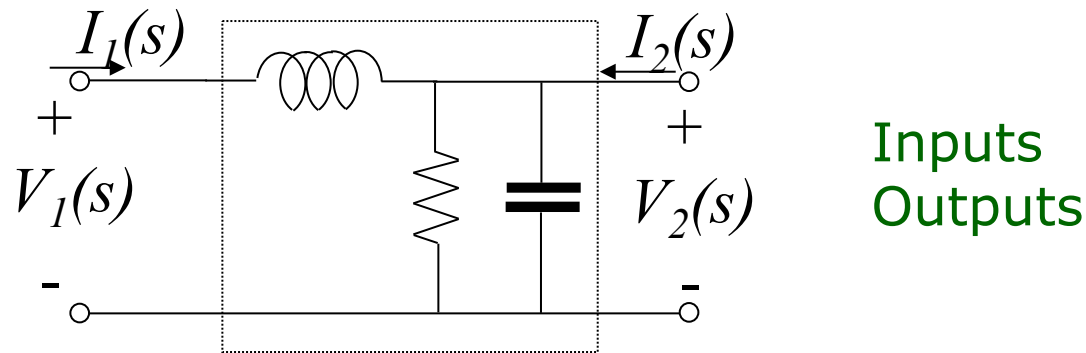 I₁(s) I₂(s)
+ +
V₁(s) V₂(s)
- -
Inputs
Outputs